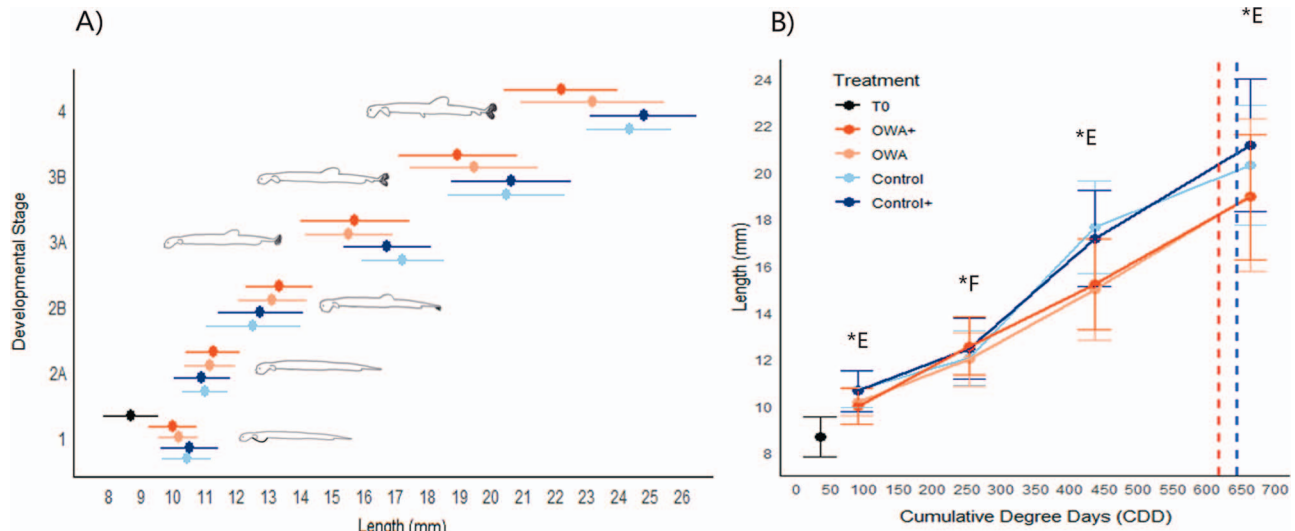 A)
Developmental Stage
4
3B
3A
2B
2A
1
8 9 10 11 12 13 14 15 16 17 18 19 20 21 22 23 24 25 26
Length (mm)
B)
*E
Treatment
T0
OWA+
OWA
Control
Control+
*E
*F
*E
Length (mm)
24
22
20
18
16
14
12
10
8
0 50 100 150 200 250 300 350 400 450 500 550 600 650 700
Cumulative Degree Days (CDD)